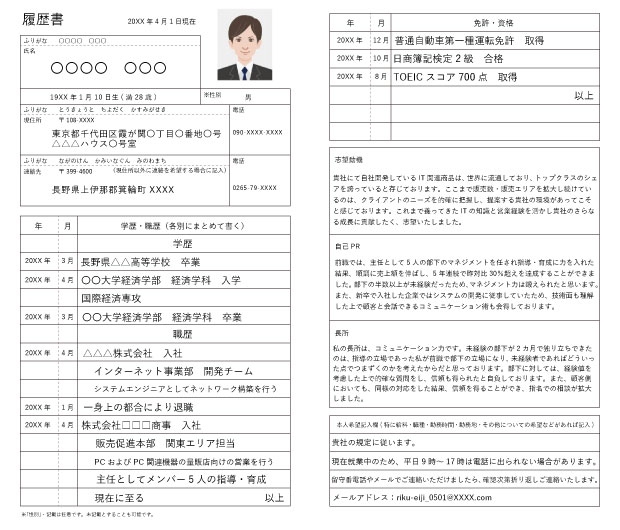 履歴書
20XX 年 4 月 1 日現在
ふりがな 〇〇〇〇 〇〇〇
氏名
〇〇〇〇 〇〇〇
19XX 年 1 月 10 日生 ( 満 28 歳 )
※性別 男
ふりがな とうきょうと ちよだく かすみがせき
電話
現住所 〒108-XXXX
東京都千代田区霞が関〇丁目〇番地〇号
△△△ハウス〇号室
090-XXXX-XXXX
ふりがな ながのけん かみいなぐん みのわまち
電話
連絡先 〒399-4600 (現住所以外に連絡を希望する場合に記入)
長野県上伊那郡箕輪町 XXXX
0265-79-XXXX
年 月 学歴・職歴（各別にまとめて書く）
学歴
20XX 年 3 月 長野県△△高等学校 卒業
20XX 年 4 月 〇〇大学経済学部 経済学科 入学
国際経済専攻
20XX 年 3 月 〇〇大学経済学部 経済学科 卒業
職歴
20XX 年 4 月 △△△株式会社 入社
インターネット事業部 開発チーム
システムエンジニアとしてネットワーク構築を行う
20XX 年 1 月 一身上の都合により退職
20XX 年 4 月 株式会社□□□商事 入社
販売促進本部 関東エリア担当
PC および PC 関連機器の量販店向けの営業を行う
主任としてメンバー 5 人の指導・育成
現在に至る 以上
※「性別」：記載は任意です。未記載とすることも可能です。
年 月 免許・資格
20XX 年 12 月 普通自動車第一種運転免許 取得
20XX 年 10 月 日商簿記検定 2 級 合格
20XX 年 8 月 TOEIC スコア 700 点 取得
以上
志望動機
貴社にて自社開発している IT 関連商品は、世界に流通しており、トップクラスのシェ
アを誇っていると存じております。ここまで販売数・販売エリアを拡大し続けてい
るのは、クライアントのニーズを的確に把握し、提案する貴社の環境があってこそ
と感じております。これまで養ってきた IT の知識と営業経験を活かし貴社のさらな
る成長に貢献したく、志望いたしました。
自己 PR
前職では、主任として 5 人の部下のマネジメントを任され指導・育成に力を入れた
結果、順調に売上額を伸ばし、5 年連続で昨対比 30%超えを達成することができま
した。部下の半数以上が未経験だったため、マネジメント力は鍛えられたと思います。
また、新卒で入社した企業ではシステムの開発に従事していたため、技術面も理解
した上で顧客と会話できるコミュニケーション術も会得しております。
長所
私の長所は、コミュニケーション力です。未経験の部下が 2 カ月で独り立ちできた
のは、指導の立場であった私が前職で部下の立場になり、未経験者であればどういっ
た点でつまずくのかを考えたからだと思っております。部下に対しては、経験値を
考慮した上での的確な質問をし、信頼も得られたと自負しております。また、顧客側
においても、同様の対応をした結果、信頼を得ることができ、指名での相談が拡大
しました。
本人希望記入欄 ( 特に給料・職種・勤務時間・勤務地・その他についての希望などがあれば記入 )
貴社の規定に従います。
現在就業中のため、平日 9 時〜 17 時は電話に出られない場合があります。
留守番電話やメールでご連絡いただけましたら、確認次第折り返しご連絡いたします。
メールアドレス：riku-eiji_0501@XXXX.com